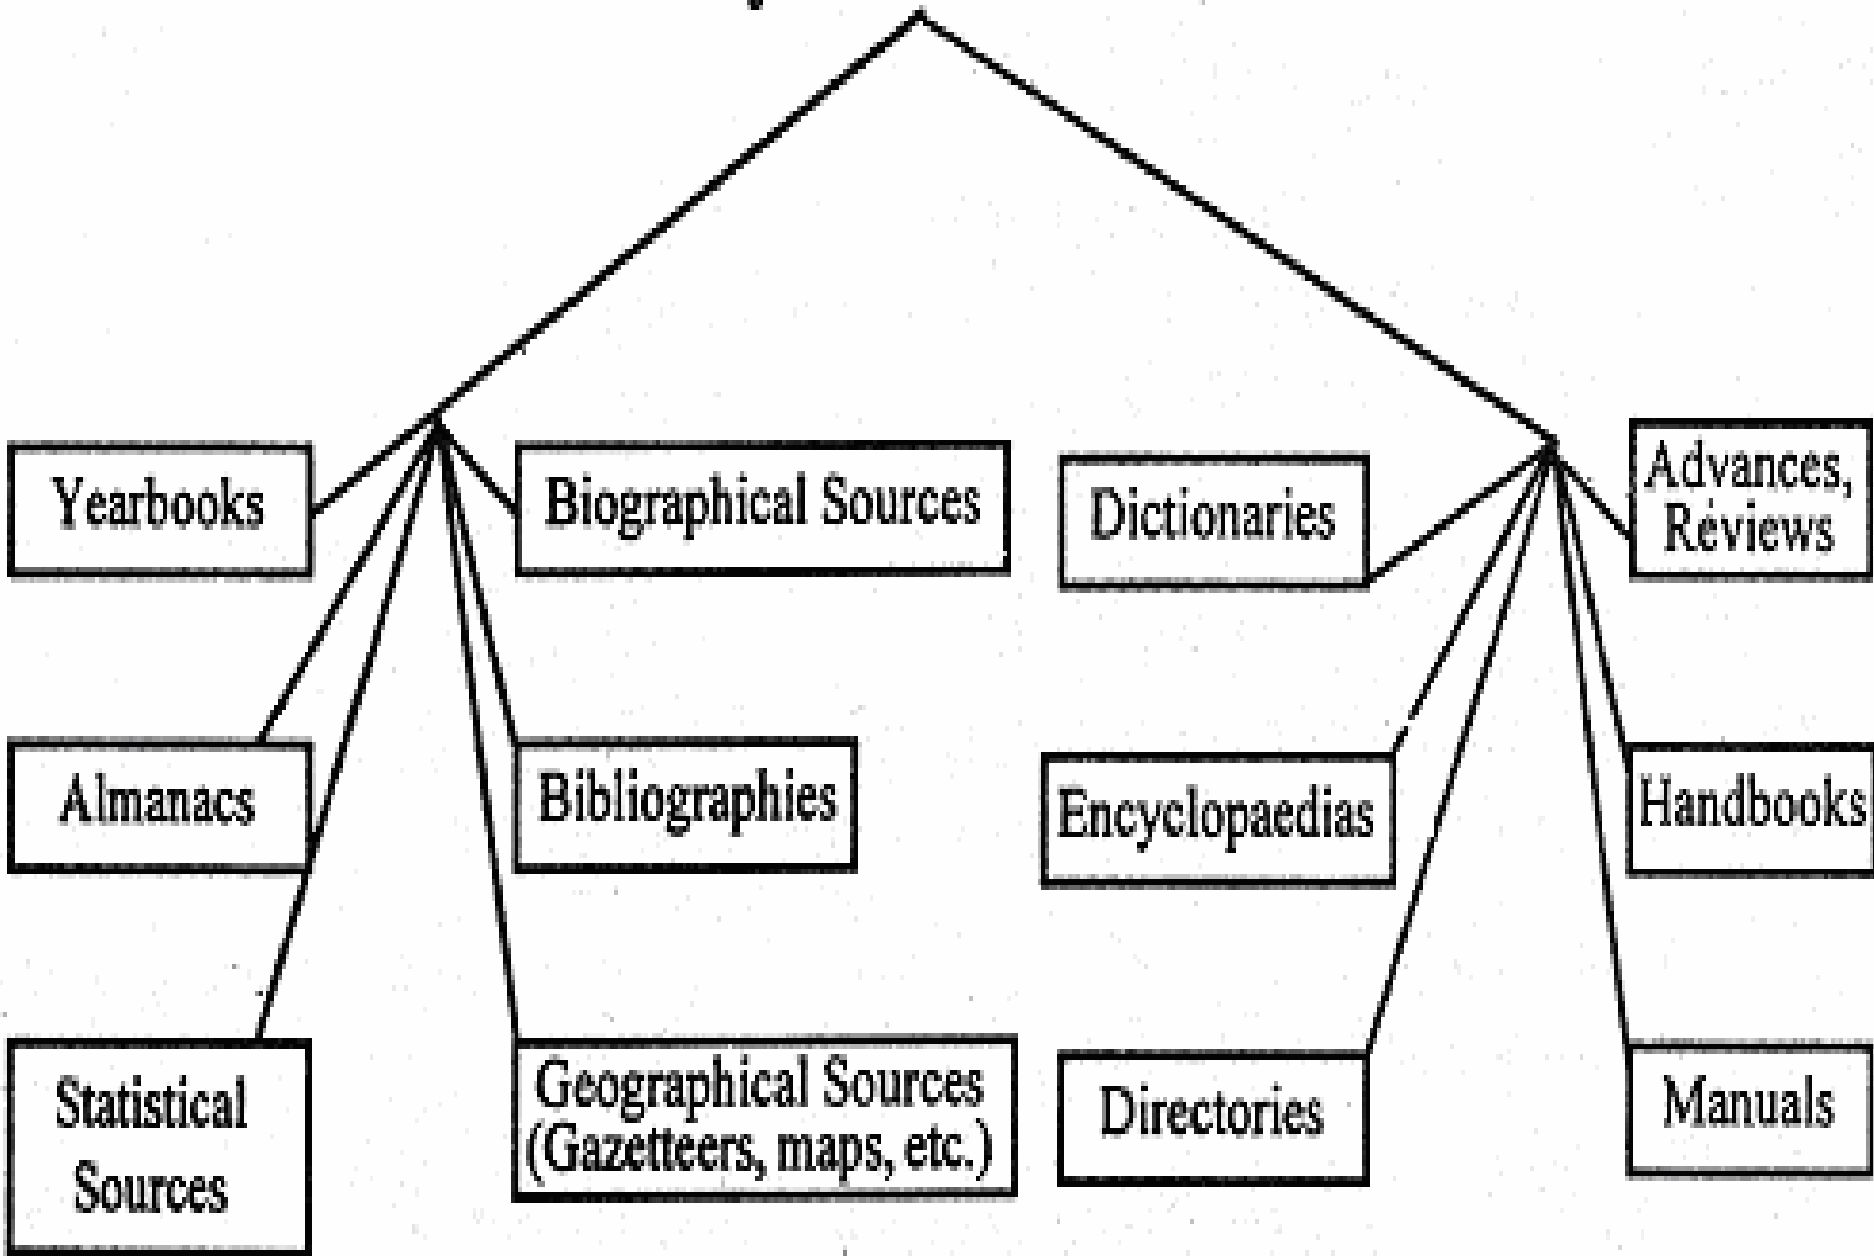 Yearbooks
Biographical Sources
Dictionaries
Advances,
Reviews
Almanacs
Bibliographies
Encyclopaedias
Handbooks
Statistical
Sources
Geographical Sources
(Gazetteers, maps, etc.)
Directories
Manuals